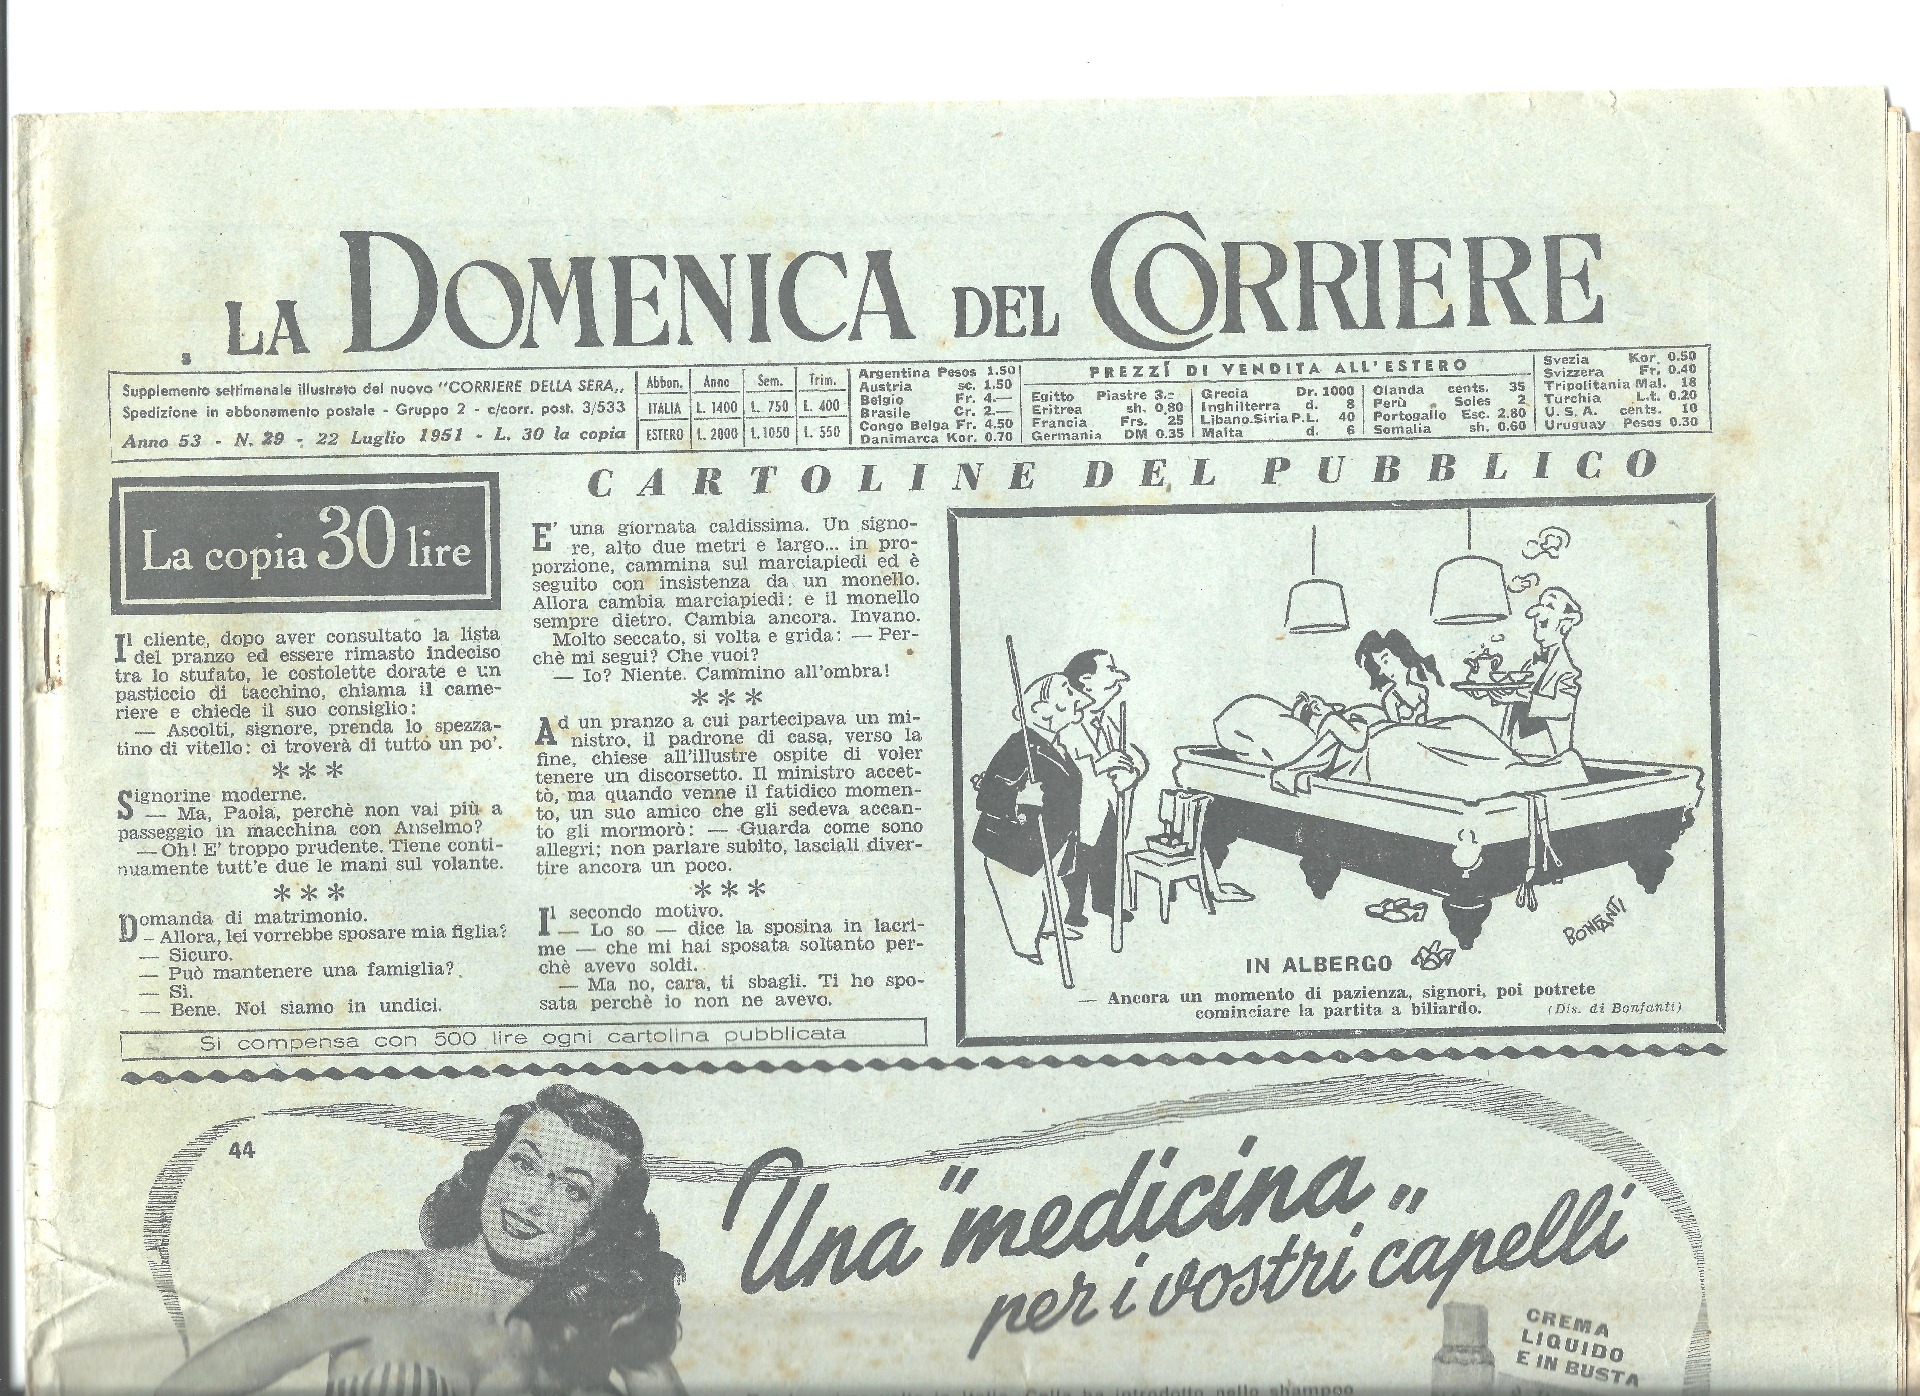 LA DOMENICA DEL CORRIERE
Supplemento settimanale illustrato del nuovo "CORRIERE DELLA SERA„
Spedizione in abbonamento postale - Gruppo 2 - c/corr. post. 3/533
Anno 53 - N. 29 - 22 Luglio 1951 - L. 30 la copia
Abbon. Anno Sem. Trim.
ITALIA L. 1400 L. 750 L. 400
ESTERO L. 2000 L. 1050 L. 550
PREZZI DI VENDITA ALL'ESTERO
Argentina Pesos 1.50
Austria sc. 1.50
Belgio Fr. 4.—
Brasile Cr. 2.—
Congo Belga Fr. 4.50
Danimarca Kor. 0.70
Egitto Piastre 3.-
Eritrea sh. 0,80
Francia Frs. 25
Germania DM 0.35
Grecia Dr. 1000
Inghilterra d. 8
Libano-Siria P.L. 40
Malta d. 6
Olanda cents. 35
Perù Soles 2
Portogallo Esc. 2.80
Somalia sh. 0.60
Svezia Kor. 0.50
Svizzera Fr. 0.40
Tripolitania Mal. 18
Turchia L.t. 0.20
U. S. A. cents. 10
Uruguay Pesos 0.30
CARTOLINE DEL PUBBLICO
La copia 30 lire
Il cliente, dopo aver consultato la lista
del pranzo ed essere rimasto indeciso
tra lo stufato, le costolette dorate e un
pasticcio di tacchino, chiama il came-
riere e chiede il suo consiglio:
— Ascolti, signore, prenda lo spezza-
tino di vitello: ci troverà di tutto un po'.
***
Signorine moderne.
— Ma, Paola, perchè non vai più a
passeggio in macchina con Anselmo?
— Oh! E' troppo prudente. Tiene conti-
nuamente tutt'e due le mani sul volante.
***
Domanda di matrimonio.
— Allora, lei vorrebbe sposare mia figlia?
— Sicuro.
— Può mantenere una famiglia?
— Sì.
— Bene. Noi siamo in undici.
E' una giornata caldissima. Un signo-
re, alto due metri e largo... in pro-
porzione, cammina sul marciapiedi ed è
seguito con insistenza da un monello.
Allora cambia marciapiedi: e il monello
sempre dietro. Cambia ancora. Invano.
Molto seccato, si volta e grida: — Per-
chè mi segui? Che vuoi?
— Io? Niente. Cammino all'ombra!
***
Ad un pranzo a cui partecipava un mi-
nistro, il padrone di casa, verso la
fine, chiese all'illustre ospite di voler
tenere un discorsetto. Il ministro accet-
tò, ma quando venne il fatidico momen-
to, un suo amico che gli sedeva accan-
to gli mormorò: — Guarda come sono
allegri; non parlare subito, lasciali diver-
tire ancora un poco.
***
Il secondo motivo.
— Lo so — dice la sposina in lacri-
me — che mi hai sposata soltanto per-
chè avevo soldi.
— Ma no, cara, ti sbagli. Ti ho spo-
sata perchè io non ne avevo.
Si compensa con 500 lire ogni cartolina pubblicata
BONFANTI
IN ALBERGO
— Ancora un momento di pazienza, signori, poi potrete
cominciare la partita a biliardo.
(Dis. di Bonfanti)
44
Una "medicina„
per i vostri capelli
CREMA
LIQUIDO
E IN BUSTA